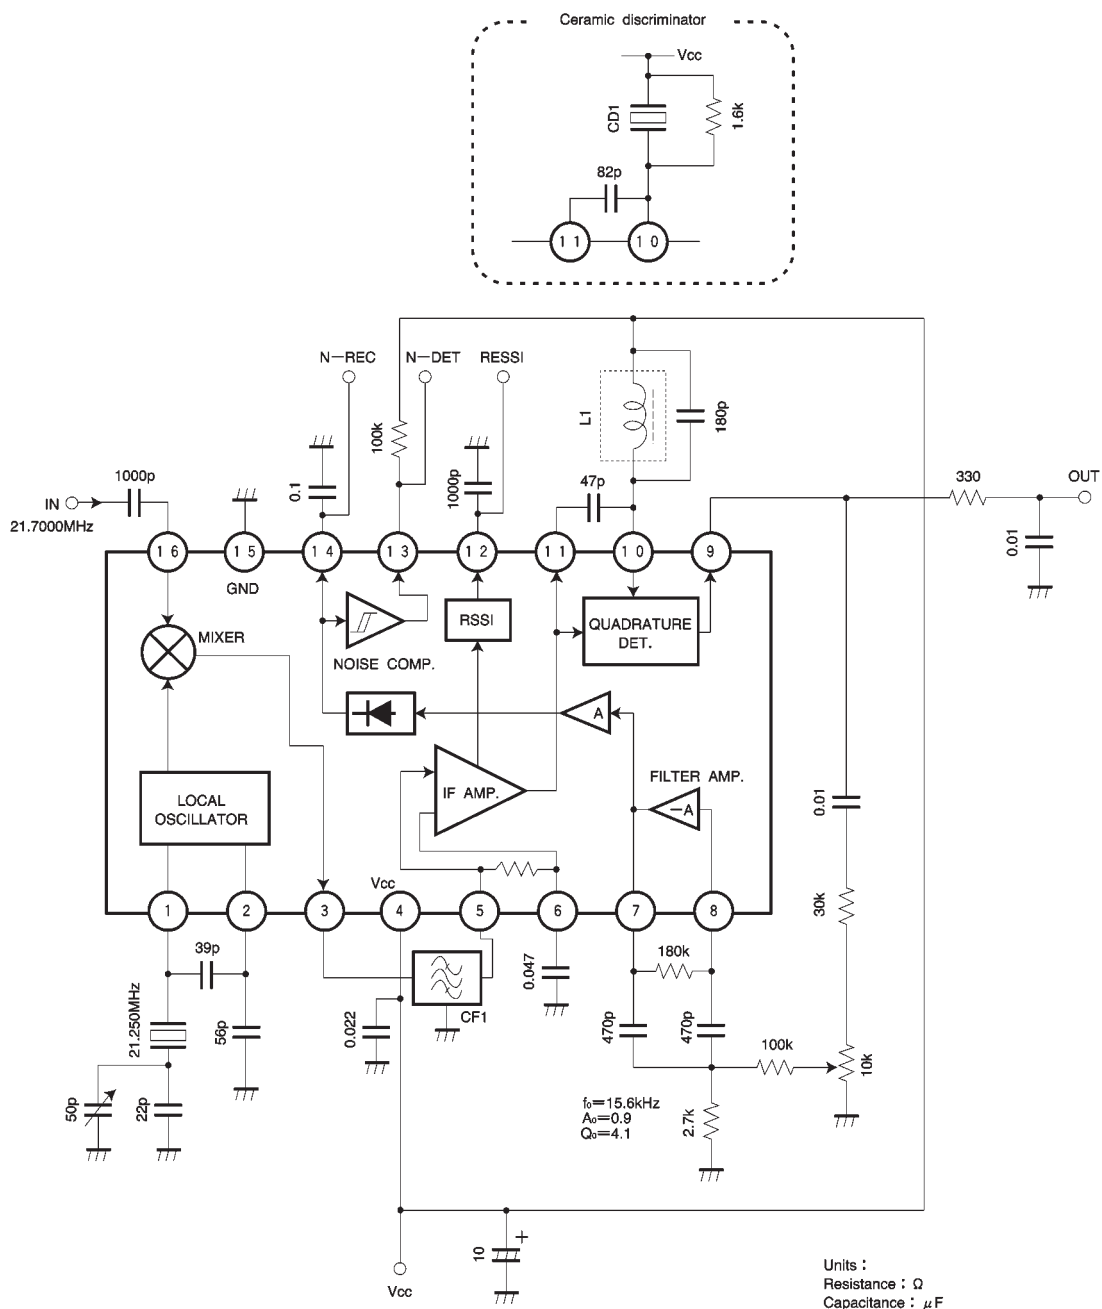 Ceramic discriminator
Vcc
CD1
1.6k
82p
11
10
N-REC
N-DET
RESSI
L1
180p
100k
0.1
1000p
47p
1000p
IN
21.7000MHz
330
OUT
0.01
16
15
14
13
12
11
10
9
GND
MIXER
NOISE COMP.
RSSI
QUADRATURE
DET.
A
IF AMP.
FILTER AMP.
-A
LOCAL
OSCILLATOR
0.01
Vcc
1
2
3
4
5
6
7
8
30k
39p
180k
0.047
21.250MHz
56p
0.022
CF1
470p
470p
100k
10k
50p
22p
f₀=15.6kHz
A₀=0.9
Q₀=4.1
2.7k
10
+
Vcc
Units :
Resistance : Ω
Capacitance : μF